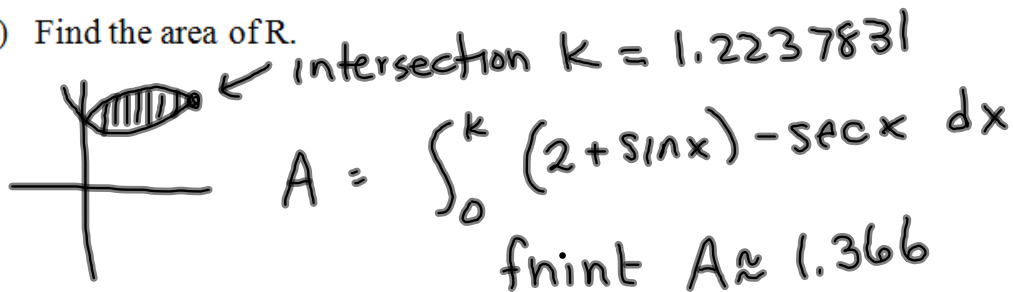 ) Find the area of R.
intersection k = 1.2237831
A = ∫₀ᵏ (2+sinx) - secx dx
fnint A ≈ 1.366